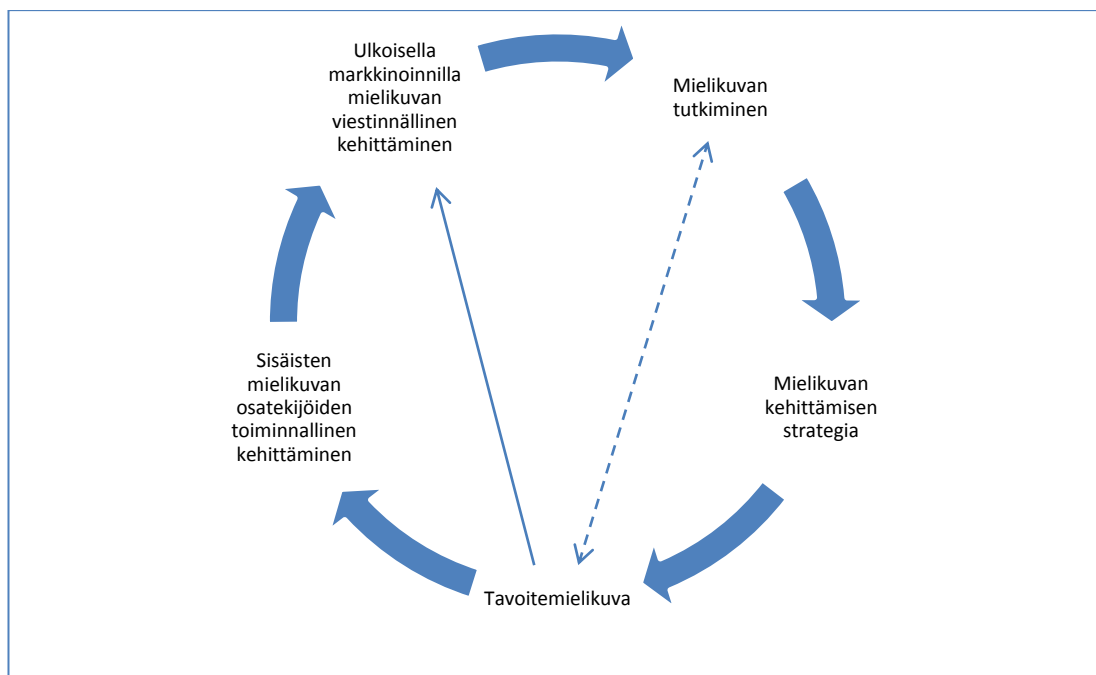 Ulkoisella
markkinoinnilla
mielikuvan
viestinnällinen
kehittäminen
Mielikuvan
tutkiminen
Mielikuvan
kehittämisen
strategia
Tavoitemielikuva
Sisäisten
mielikuvan
osatekijöiden
toiminnallinen
kehittäminen